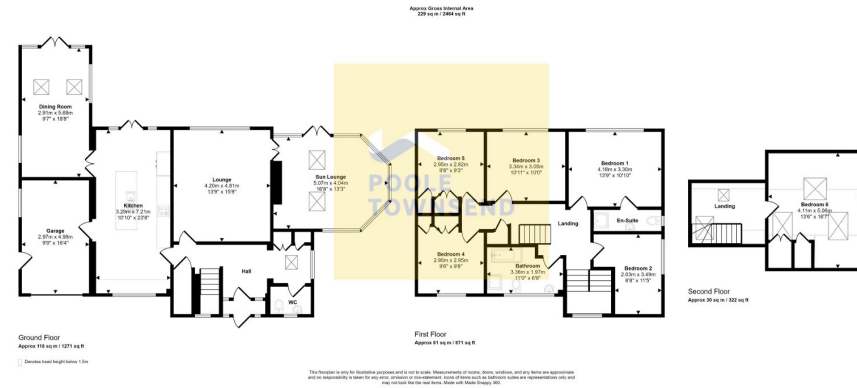 Approx Gross Internal Area
229 sq m / 2464 sq ft
Dining Room
2.91m x 5.68m
9'7" x 18'8"
Kitchen
3.29m x 7.21m
10'10" x 23'8"
Lounge
4.20m x 4.81m
13'9" x 15'9"
Sun Lounge
5.07m x 4.04m
16'8" x 13'3"
Garage
2.97m x 4.98m
9'9" x 16'4"
Hall
WC
Ground Floor
Approx 118 sq m / 1271 sq ft
Denotes head height below 1.5m
POOLE
TOWNSEND
Bedroom 5
2.95m x 2.82m
9'8" x 9'3"
Bedroom 3
3.34m x 3.05m
10'11" x 10'0"
Bedroom 1
4.18m x 3.30m
13'9" x 10'10"
Landing
En-Suite
Bedroom 4
2.90m x 2.95m
9'6" x 9'8"
Bathroom
3.36m x 1.97m
11'0" x 6'6"
Bedroom 2
2.03m x 3.49m
6'8" x 11'5"
First Floor
Approx 81 sq m / 871 sq ft
Landing
Bedroom 6
4.11m x 5.06m
13'6" x 16'7"
Second Floor
Approx 30 sq m / 322 sq ft
This floorplan is only for illustrative purposes and is not to scale. Measurements of rooms, doors, windows, and any items are approximate
and no responsibility is taken for any error, omission or mis-statement. Icons of items such as bathroom suites are representations only and
may not look like the real items. Made with Made Snappy 360.